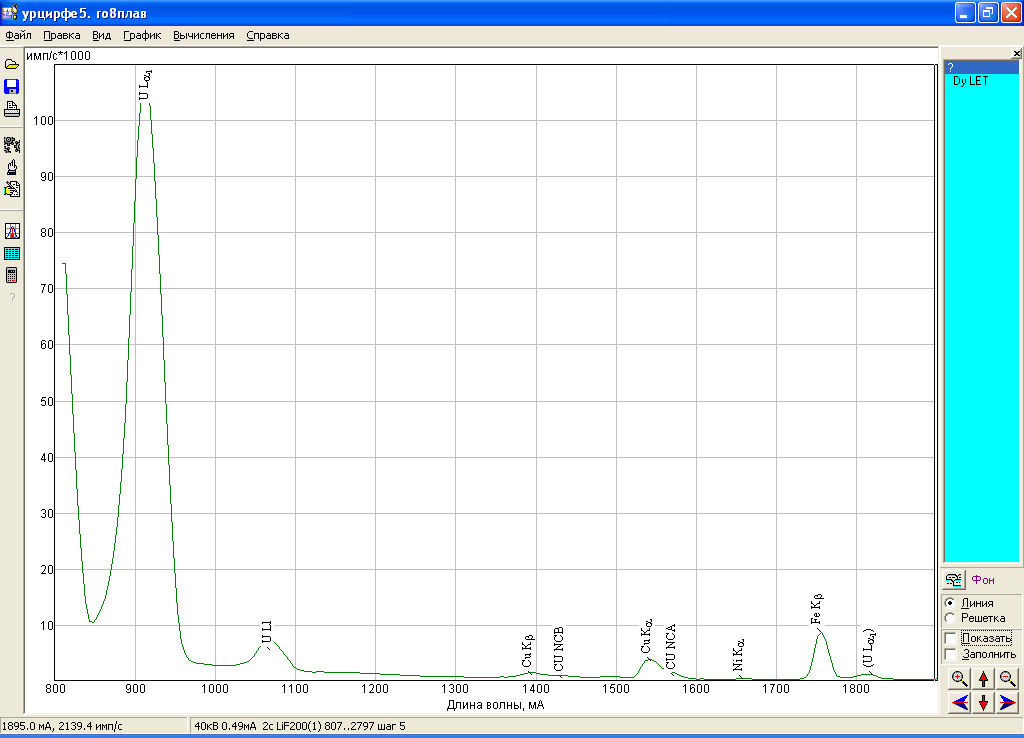 урцирфе5. го8плав
Файл Правка Вид График Вычисления Справка
имп/с*1000
?
Dy LET
U Lα1
100
90
80
70
60
50
40
30
20
10
U Ll
Cu Kβ
CU NCB
Cu Kα
CU NCA
Ni Kα
Fe Kβ
(U Lα1)
800 900 1000 1100 1200 1300 1400 1500 1600 1700 1800
Длина волны, мА
Фон
Линия
Решетка
Показать
Заполнить
1895.0 мА, 2139.4 имп/с
40кВ 0.49мА 2с LiF200(1) 807..2797 шаг 5